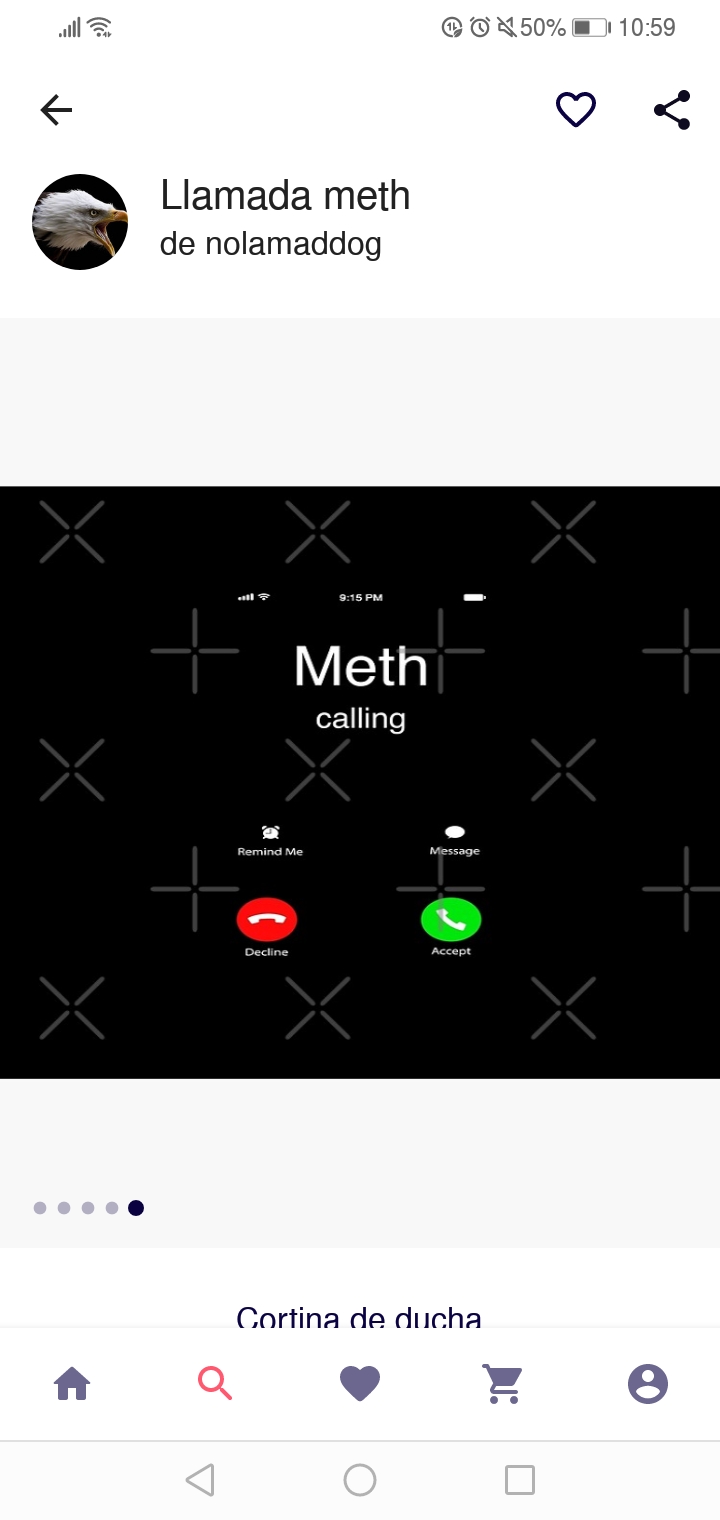 50% 10:59
Llamada meth
de nolamaddog
9:15 PM
Meth
calling
Remind Me Message
Decline Accept
Cortina de ducha